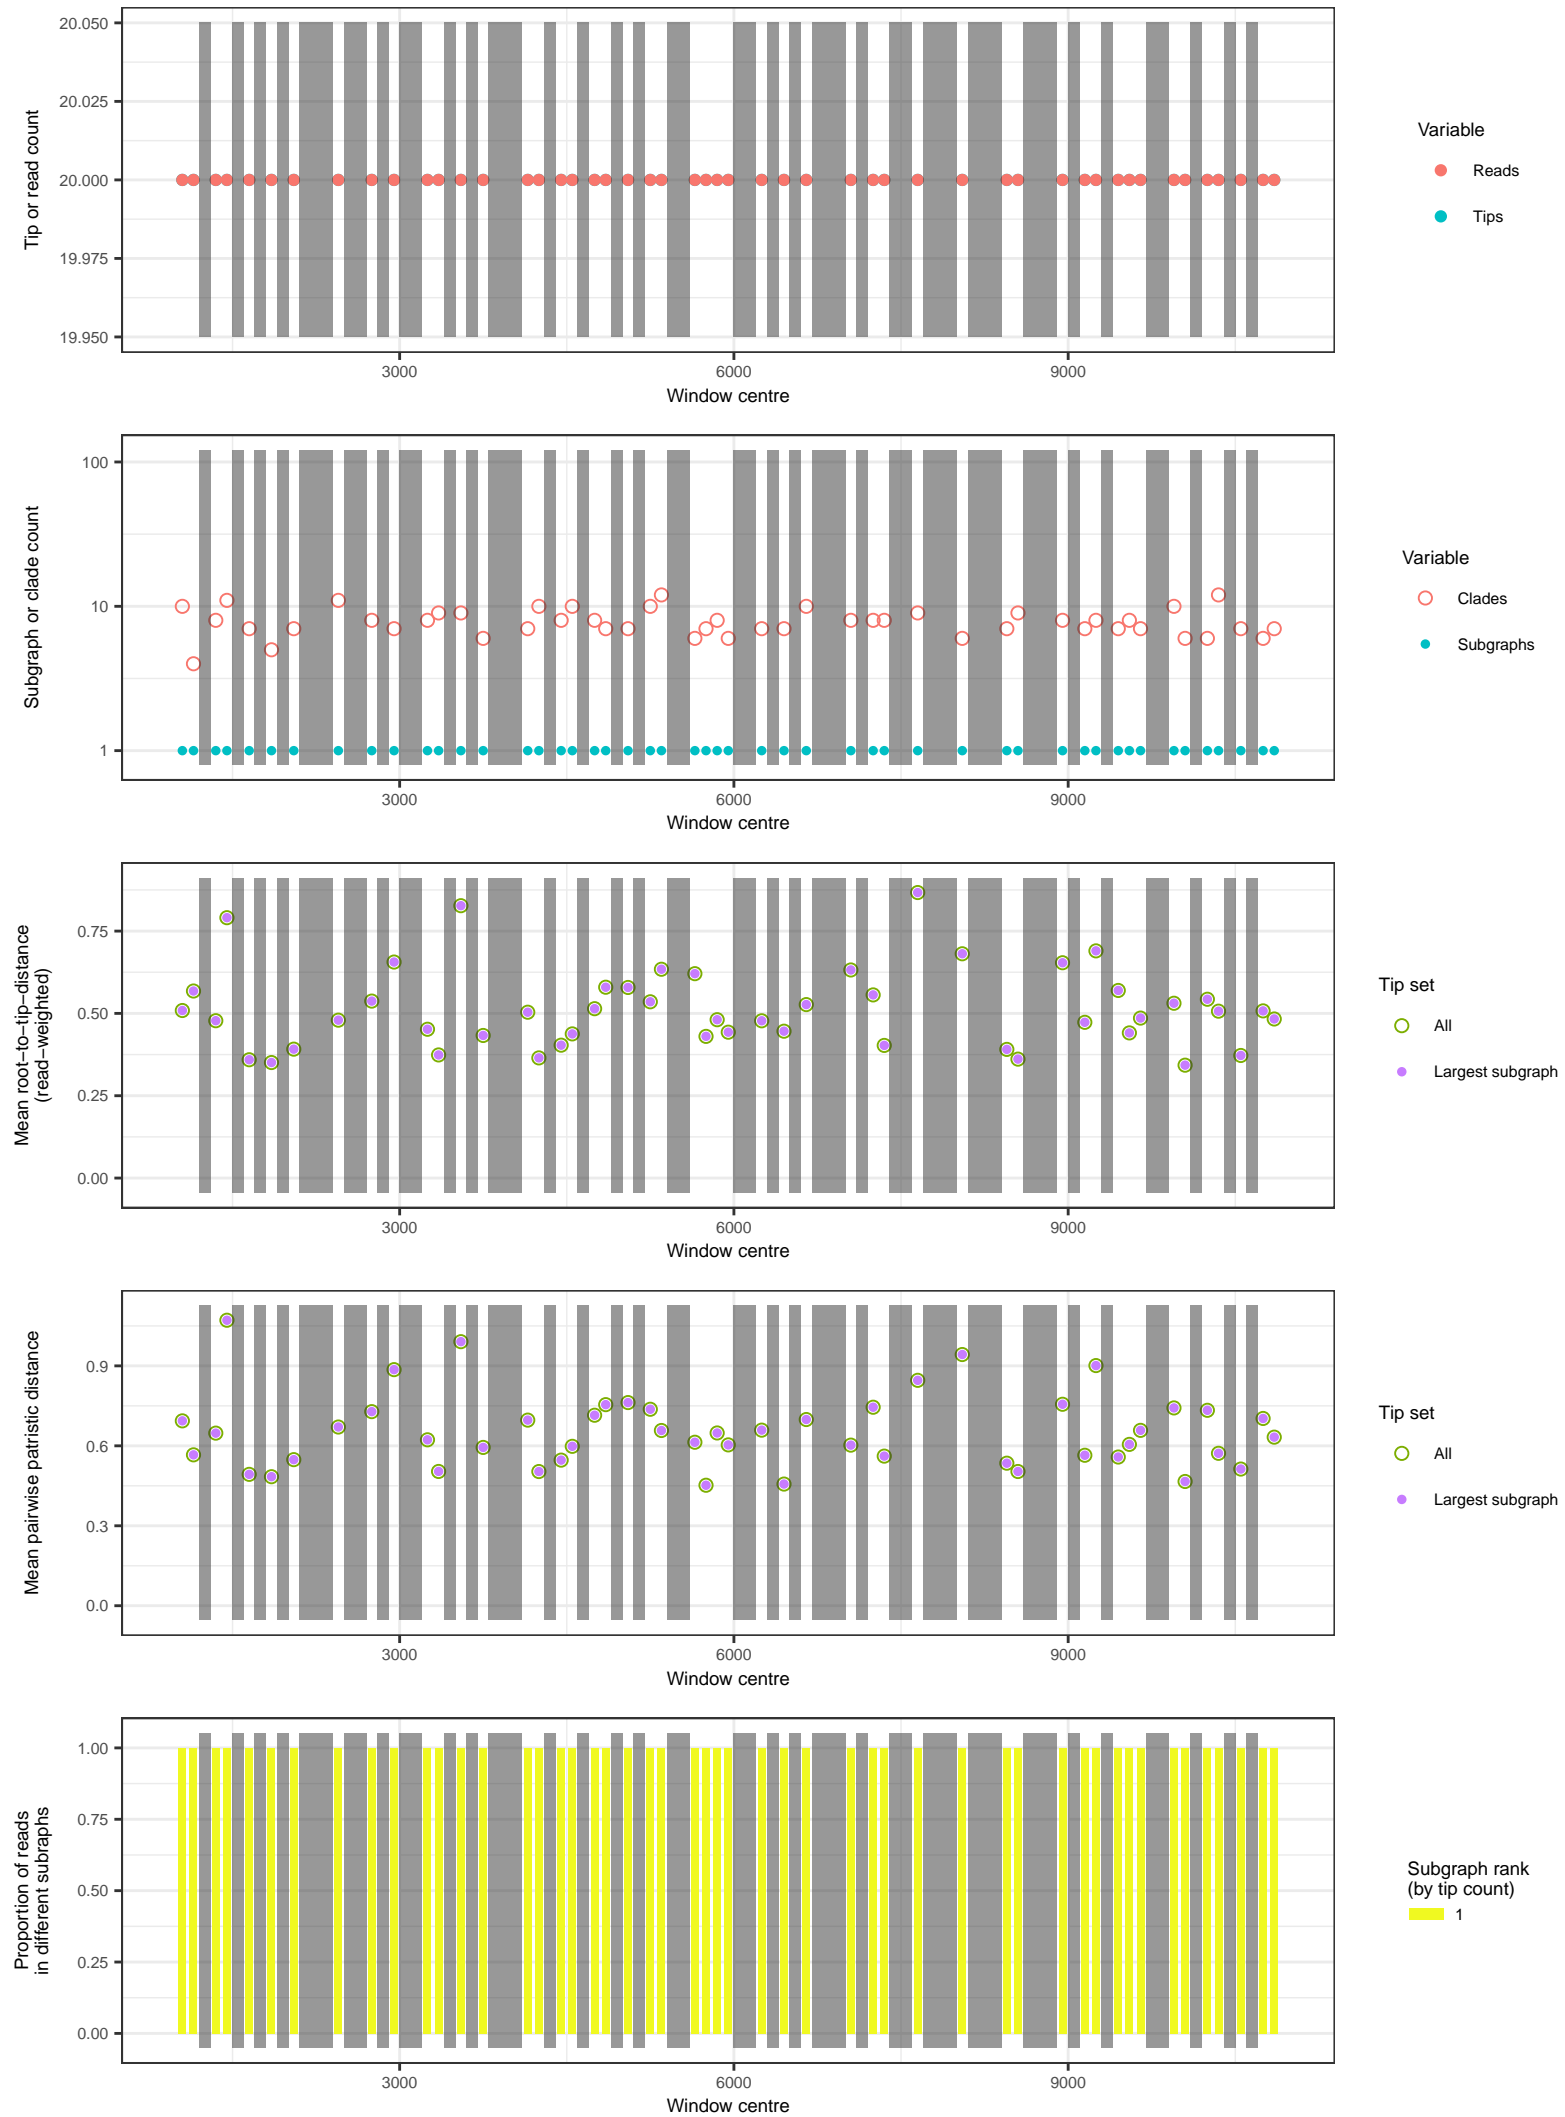 20.050
20.025
20.000
19.975
19.950
Tip or read count
3000 6000 9000
Window centre
Variable
Reads
Tips
100
10
1
Subgraph or clade count
3000 6000 9000
Window centre
Variable
Clades
Subgraphs
0.75
0.50
0.25
0.00
Mean root−to−tip−distance
(read−weighted)
3000 6000 9000
Window centre
Tip set
All
Largest subgraph
0.9
0.6
0.3
0.0
Mean pairwise patristic distance
3000 6000 9000
Window centre
Tip set
All
Largest subgraph
1.00
0.75
0.50
0.25
0.00
Proportion of reads
in different subraphs
3000 6000 9000
Window centre
Subgraph rank
(by tip count)
1